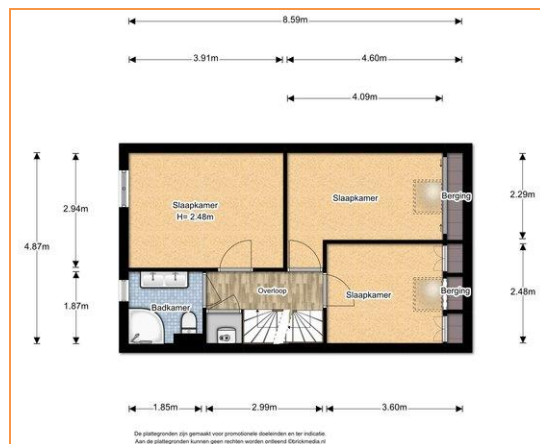 8.59m
3.91m 4.60m
4.09m
Slaapkamer
H= 2.48m
Slaapkamer
Berging
2.29m
2.94m
4.87m
1.87m
Badkamer
Overloop
Slaapkamer
Berging
2.48m
1.85m 2.99m 3.60m
De plattegronden zijn gemaakt voor promotionele doeleinden en ter indicatie.
Aan de plattegronden kunnen geen rechten worden ontleend ©brickmedia.nl